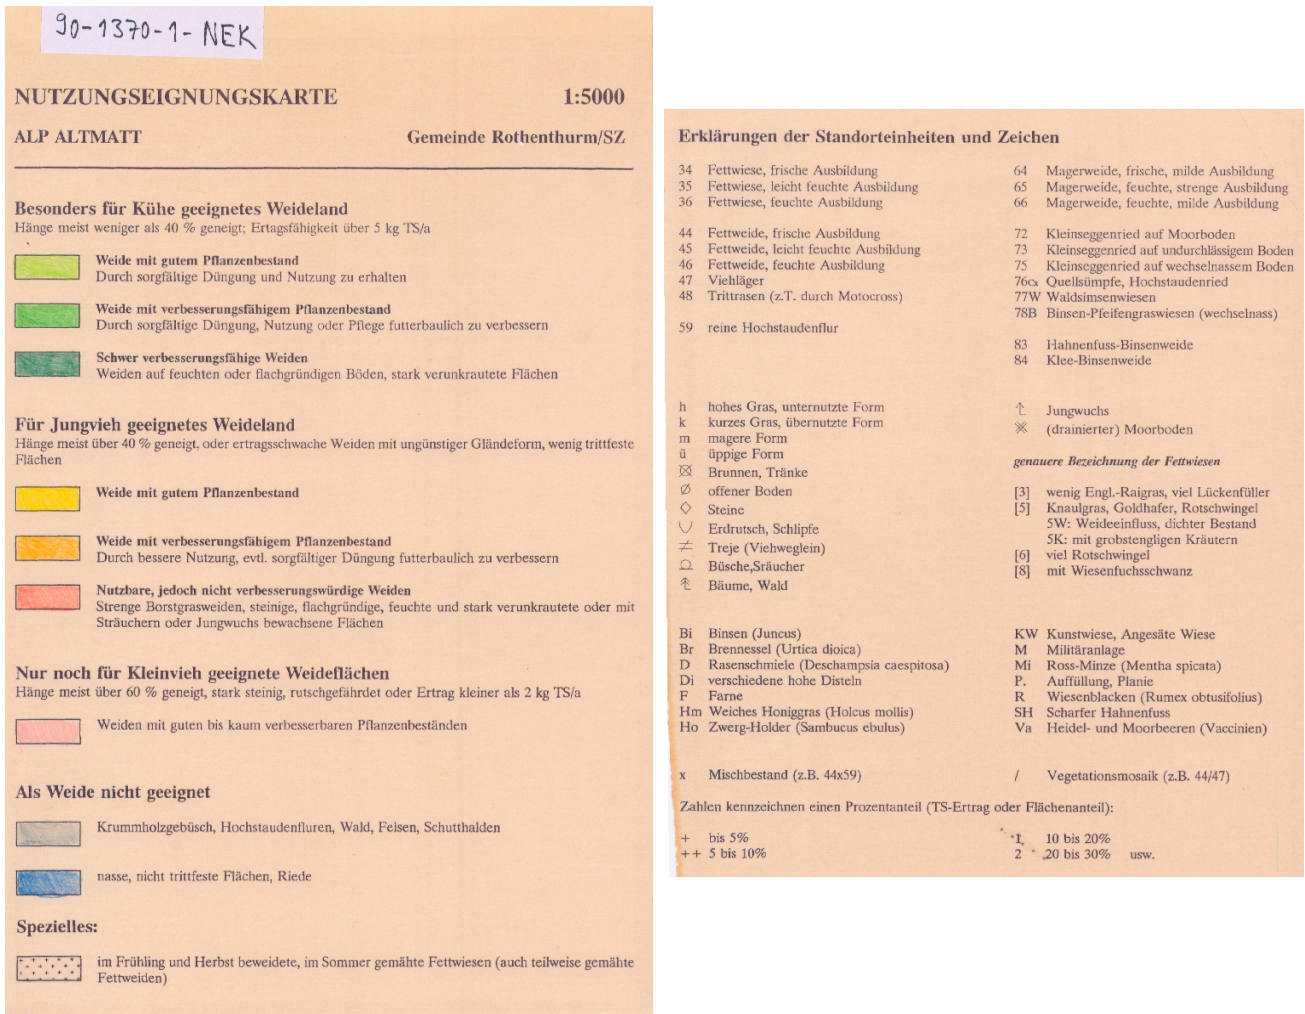 90-1370-1-NEK
NUTZUNGSEIGNUNGSKARTE 1:5000
ALP ALTMATT Gemeinde Rothenthurm/SZ
Besonders für Kühe geeignetes Weideland
Hänge meist weniger als 40 % geneigt; Ertagsfähigkeit über 5 kg TS/a
Weide mit gutem Pflanzenbestand
Durch sorgfältige Düngung und Nutzung zu erhalten
Weide mit verbesserungsfähigem Pflanzenbestand
Durch sorgfältige Düngung, Nutzung oder Pflege futterbaulich zu verbessern
Schwer verbesserungsfähige Weiden
Weiden auf feuchten oder flachgründigen Böden, stark verunkrautete Flächen
Für Jungvieh geeignetes Weideland
Hänge meist über 40 % geneigt, oder ertragsschwache Weiden mit ungünstiger Gländeform, wenig trittfeste
Flächen
Weide mit gutem Pflanzenbestand
Weide mit verbesserungsfähigem Pflanzenbestand
Durch bessere Nutzung, evtl. sorgfältiger Düngung futterbaulich zu verbessern
Nutzbare, jedoch nicht verbesserungswürdige Weiden
Strenge Borstgrasweiden, steinige, flachgründige, feuchte und stark verunkrautete oder mit
Sträuchern oder Jungwuchs bewachsene Flächen
Nur noch für Kleinvieh geeignete Weideflächen
Hänge meist über 60 % geneigt, stark steinig, rutschgefährdet oder Ertrag kleiner als 2 kg TS/a
Weiden mit guten bis kaum verbesserbaren Pflanzenbeständen
Als Weide nicht geeignet
Krummholzgebüsch, Hochstaudenfluren, Wald, Felsen, Schutthalden
nasse, nicht trittfeste Flächen, Riede
Spezielles:
im Frühling und Herbst beweidete, im Sommer gemähte Fettwiesen (auch teilweise gemähte
Fettweiden)
Erklärungen der Standorteinheiten und Zeichen
34 Fettwiese, frische Ausbildung
35 Fettwiese, leicht feuchte Ausbildung
36 Fettwiese, feuchte Ausbildung
44 Fettweide, frische Ausbildung
45 Fettweide, leicht feuchte Ausbildung
46 Fettweide, feuchte Ausbildung
47 Viehläger
48 Trittrasen (z.T. durch Motocross)
59 reine Hochstaudenflur
64 Magerweide, frische, milde Ausbildung
65 Magerweide, feuchte, strenge Ausbildung
66 Magerweide, feuchte, milde Ausbildung
72 Kleinseggenried auf Moorboden
73 Kleinseggenried auf undurchlässigem Boden
75 Kleinseggenried auf wechselnassem Boden
76α Quellsümpfe, Hochstaudenried
77W Waldsimsenwiesen
78B Binsen-Pfeifengraswiesen (wechselnass)
83 Hahnenfuss-Binsenweide
84 Klee-Binsenweide
h hohes Gras, unternutzte Form
k kurzes Gras, übernutzte Form
m magere Form
ü üppige Form
Brunnen, Tränke
offener Boden
Steine
Erdrutsch, Schlipfe
Treje (Viehweglein)
Büsche,Sräucher
Bäume, Wald
Jungwuchs
(drainierter) Moorboden
genauere Bezeichnung der Fettwiesen
[3] wenig Engl.-Raigras, viel Lückenfüller
[5] Knaulgras, Goldhafer, Rotschwingel
5W: Weideeinfluss, dichter Bestand
5K: mit grobstengligen Kräutern
[6] viel Rotschwingel
[8] mit Wiesenfuchsschwanz
Bi Binsen (Juncus)
Br Brennessel (Urtica dioica)
D Rasenschmiele (Deschampsia caespitosa)
Di verschiedene hohe Disteln
F Farne
Hm Weiches Honiggras (Holcus mollis)
Ho Zwerg-Holder (Sambucus ebulus)
KW Kunstwiese, Angesäte Wiese
M Militäranlage
Mi Ross-Minze (Mentha spicata)
P. Auffüllung, Planie
R Wiesenblacken (Rumex obtusifolius)
SH Scharfer Hahnenfuss
Va Heidel- und Moorbeeren (Vaccinien)
x Mischbestand (z.B. 44x59)
/ Vegetationsmosaik (z.B. 44/47)
Zahlen kennzeichnen einen Prozentanteil (TS-Ertrag oder Flächenanteil):
+ bis 5%
++ 5 bis 10%
1 10 bis 20%
2 20 bis 30% usw.